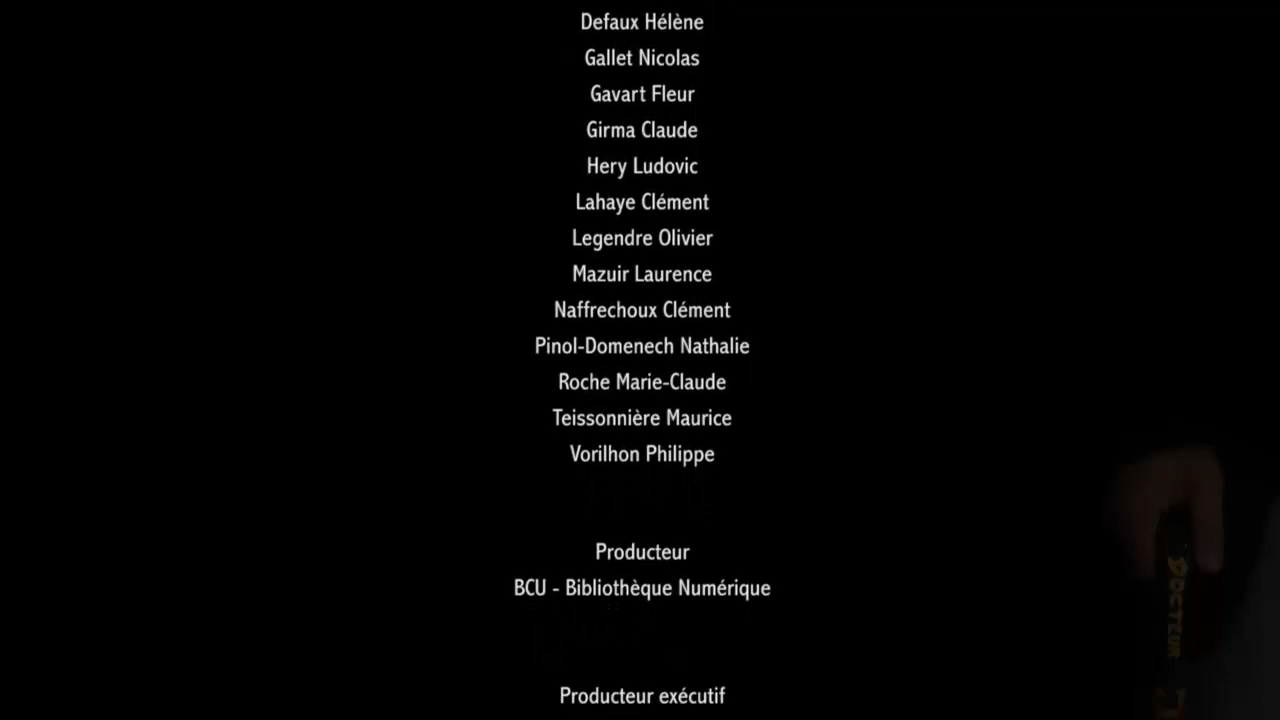 Defaux Hélène
Gallet Nicolas
Gavart Fleur
Girma Claude
Hery Ludovic
Lahaye Clément
Legendre Olivier
Mazuir Laurence
Naffrechoux Clément
Pinol-Domenech Nathalie
Roche Marie-Claude
Teissonnière Maurice
Vorilhon Philippe
Producteur
BCU - Bibliothèque Numérique
DOCTEUR
Producteur exécutif